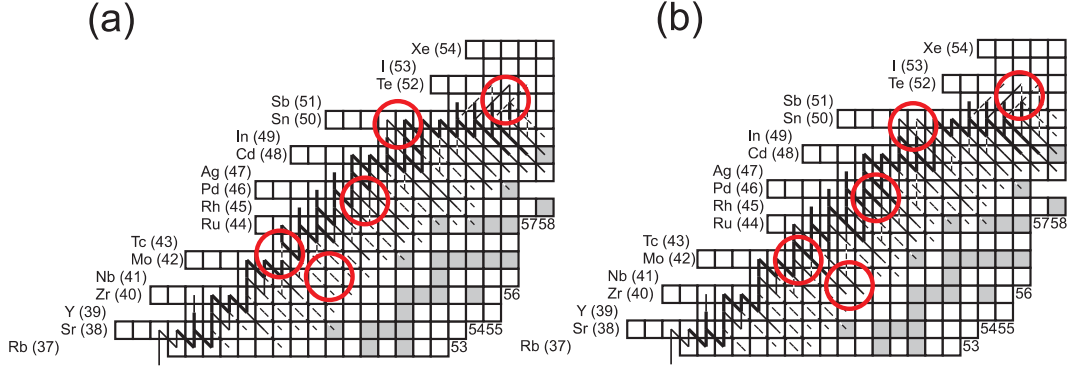 (a)
Xe (54)
I (53)
Te (52)
Sb (51)
Sn (50)
In (49)
Cd (48)
Ag (47)
Pd (46)
Rh (45)
Ru (44)
5758
Tc (43)
Mo (42)
Nb (41)
Zr (40)
56
Y (39)
Sr (38)
5455
Rb (37)
53
(b)
Xe (54)
I (53)
Te (52)
Sb (51)
Sn (50)
In (49)
Cd (48)
Ag (47)
Pd (46)
Rh (45)
Ru (44)
5758
Tc (43)
Mo (42)
Nb (41)
Zr (40)
56
Y (39)
Sr (38)
5455
Rb (37)
53